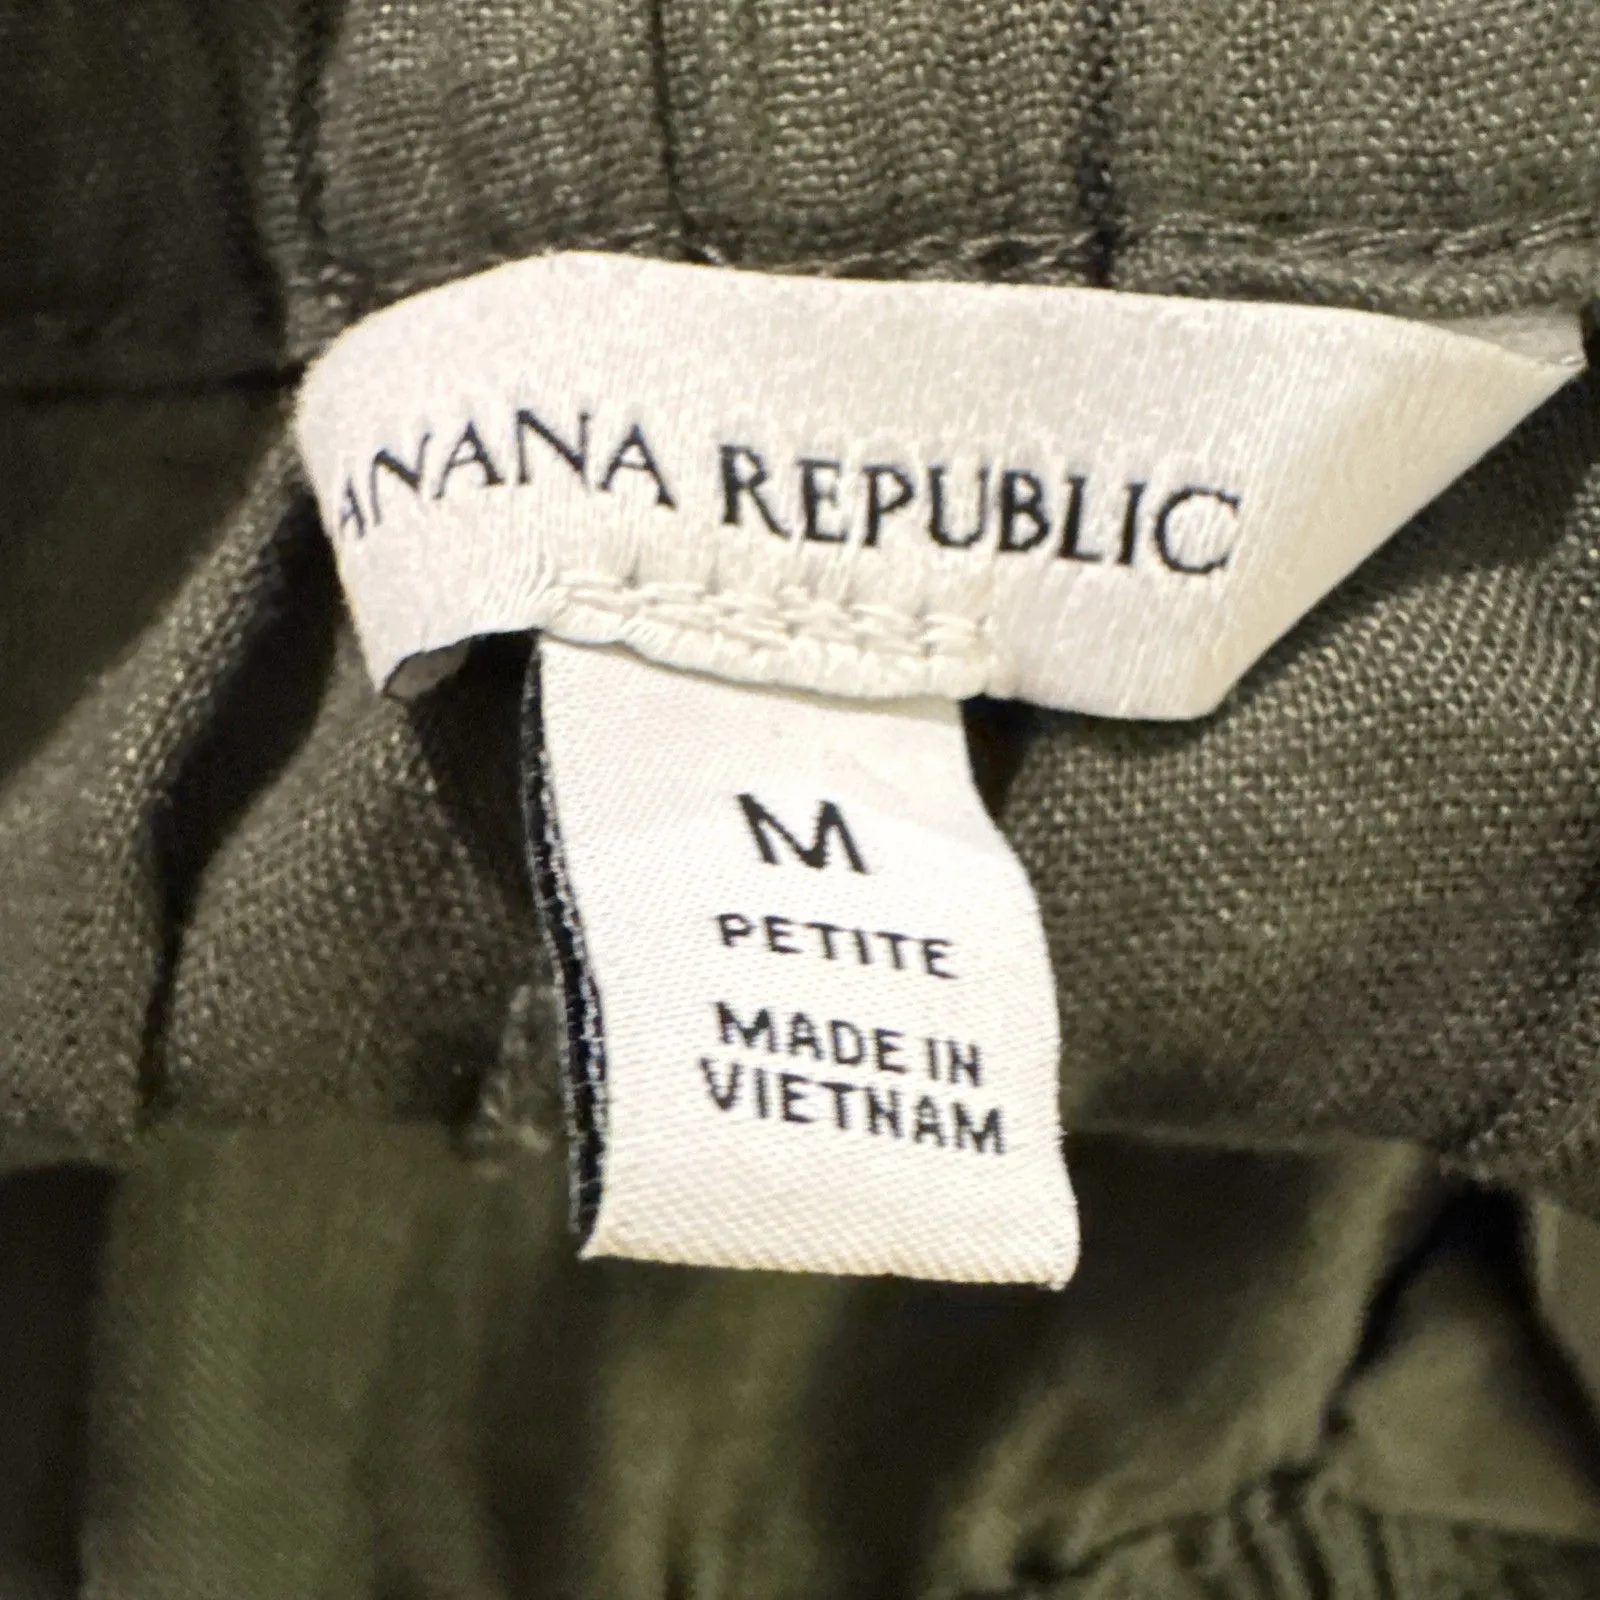 ANANA REPUBLIC
M
PETITE
MADE IN
VIETNAM